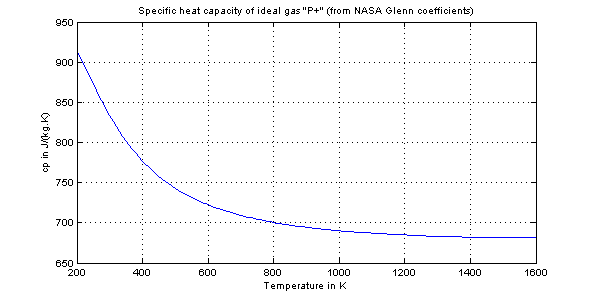 Specific heat capacity of ideal gas "P+" (from NASA Glenn coefficients)
950
900
850
800
750
700
650
cp in J/(kg.K)
200 400 600 800 1000 1200 1400 1600
Temperature in K